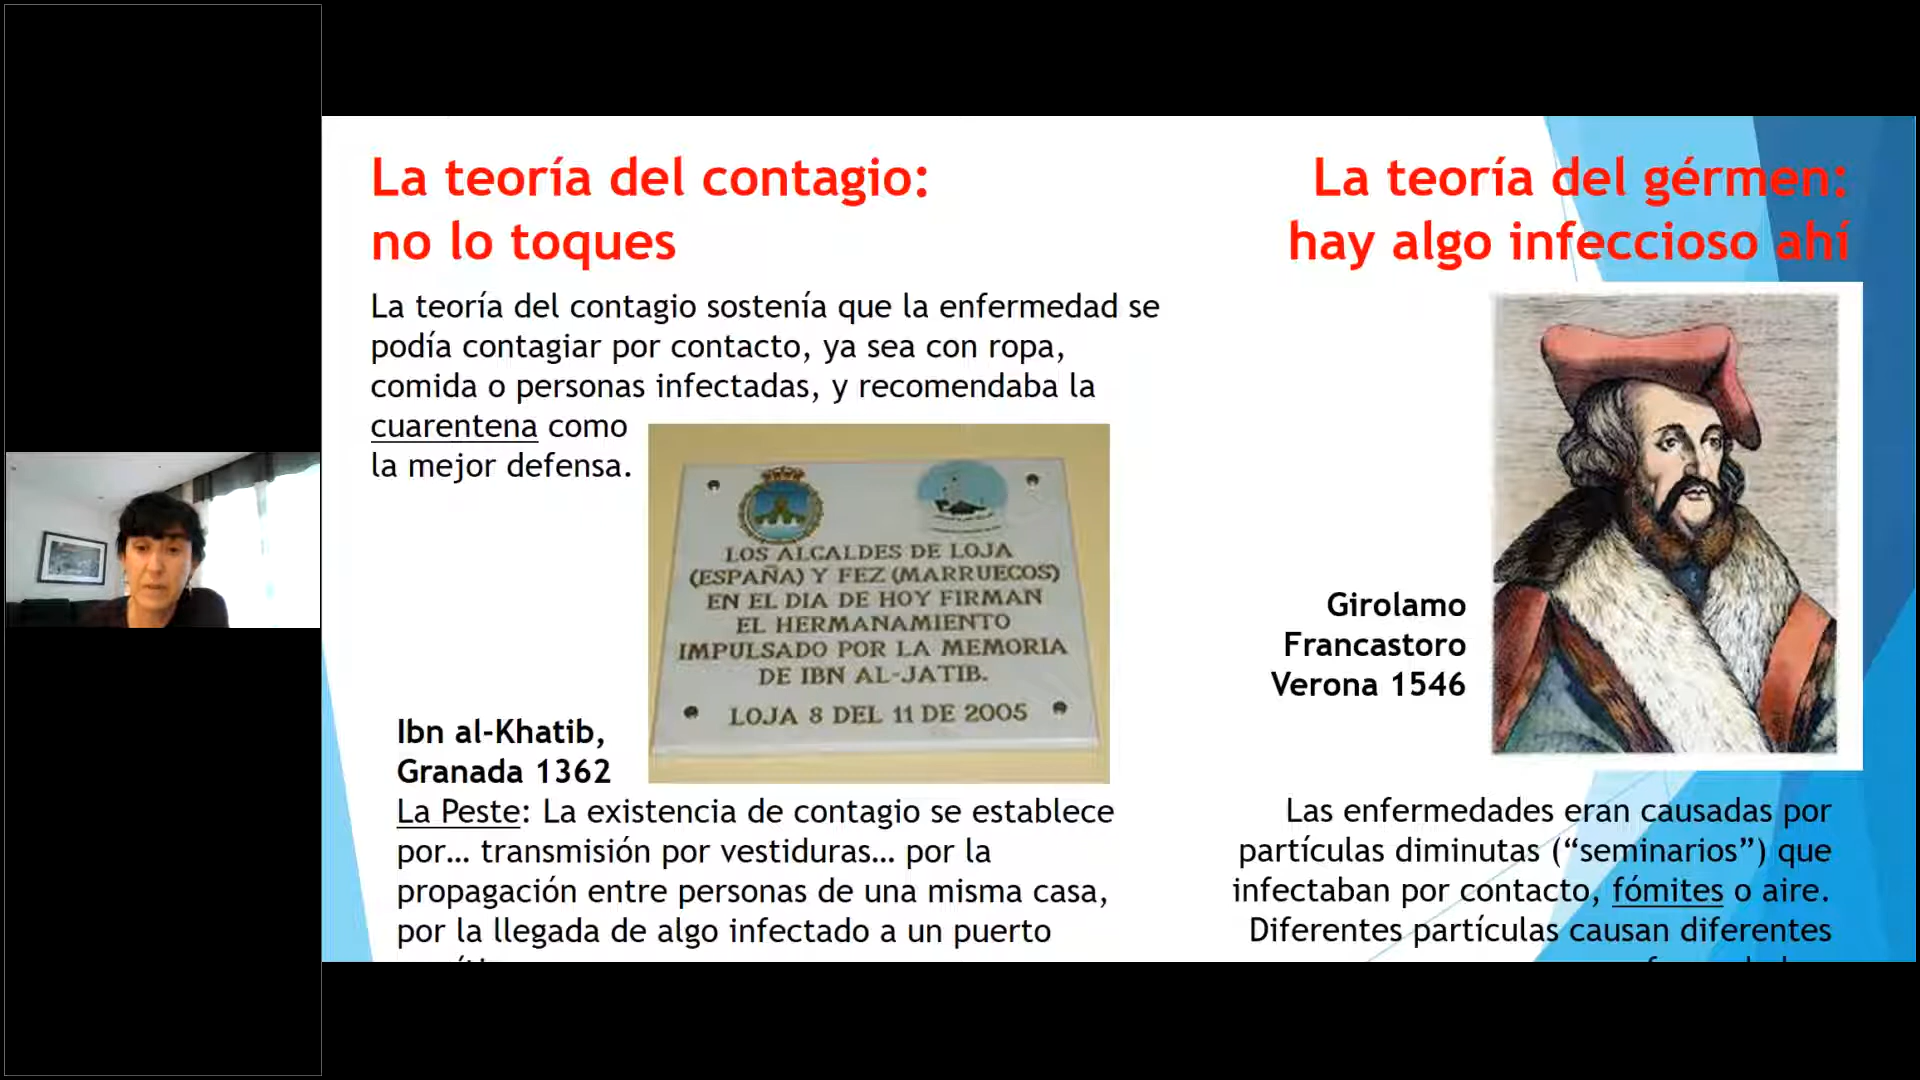 La teoría del contagio:
no lo toques
La teoría del contagio sostenía que la enfermedad se
podía contagiar por contacto, ya sea con ropa,
comida o personas infectadas, y recomendaba la
cuarentena como
la mejor defensa.
LOS ALCALDES DE LOJA
(ESPAÑA) Y FEZ (MARRUECOS)
EN EL DIA DE HOY FIRMAN
EL HERMANAMIENTO
IMPULSADO POR LA MEMORIA
DE IBN AL-JATIB.
LOJA 8 DEL 11 DE 2005
Ibn al-Khatib,
Granada 1362
La Peste: La existencia de contagio se establece
por... transmisión por vestiduras... por la
propagación entre personas de una misma casa,
por la llegada de algo infectado a un puerto
La teoría del gérmen:
hay algo infeccioso ahí
Girolamo
Francastoro
Verona 1546
Las enfermedades eran causadas por
partículas diminutas (“seminarios”) que
infectaban por contacto, fómites o aire.
Diferentes partículas causan diferentes